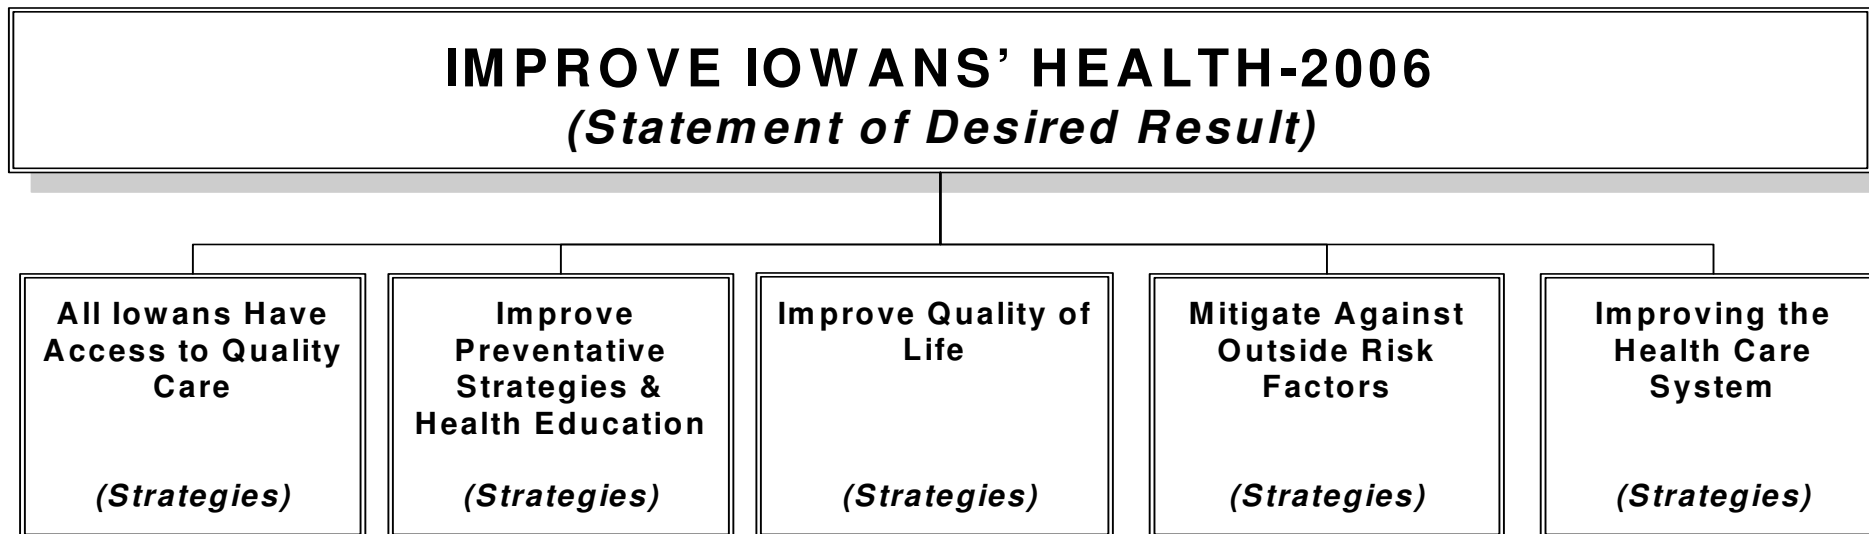 IMPROVE IOWANS’ HEALTH-2006
(Statement of Desired Result)
All Iowans Have
Access to Quality
Care
(Strategies)
Improve
Preventative
Strategies &
Health Education
(Strategies)
Improve Quality of
Life
(Strategies)
Mitigate Against
Outside Risk
Factors
(Strategies)
Improving the
Health Care
System
(Strategies)